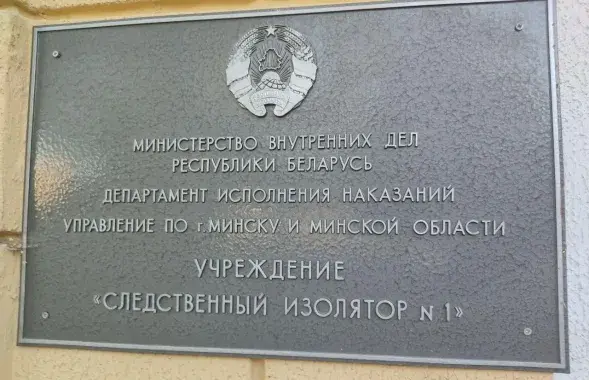 МИНИСТЕРСТВО ВНУТРЕННИХ ДЕЛ
РЕСПУБЛИКИ БЕЛАРУСЬ
ДЕПАРТАМЕНТ ИСПОЛНЕНИЯ НАКАЗАНИЙ
УПРАВЛЕНИЕ ПО г. МИНСКУ И МИНСКОЙ ОБЛАСТИ
УЧРЕЖДЕНИЕ
«СЛЕДСТВЕННЫЙ ИЗОЛЯТОР N 1»